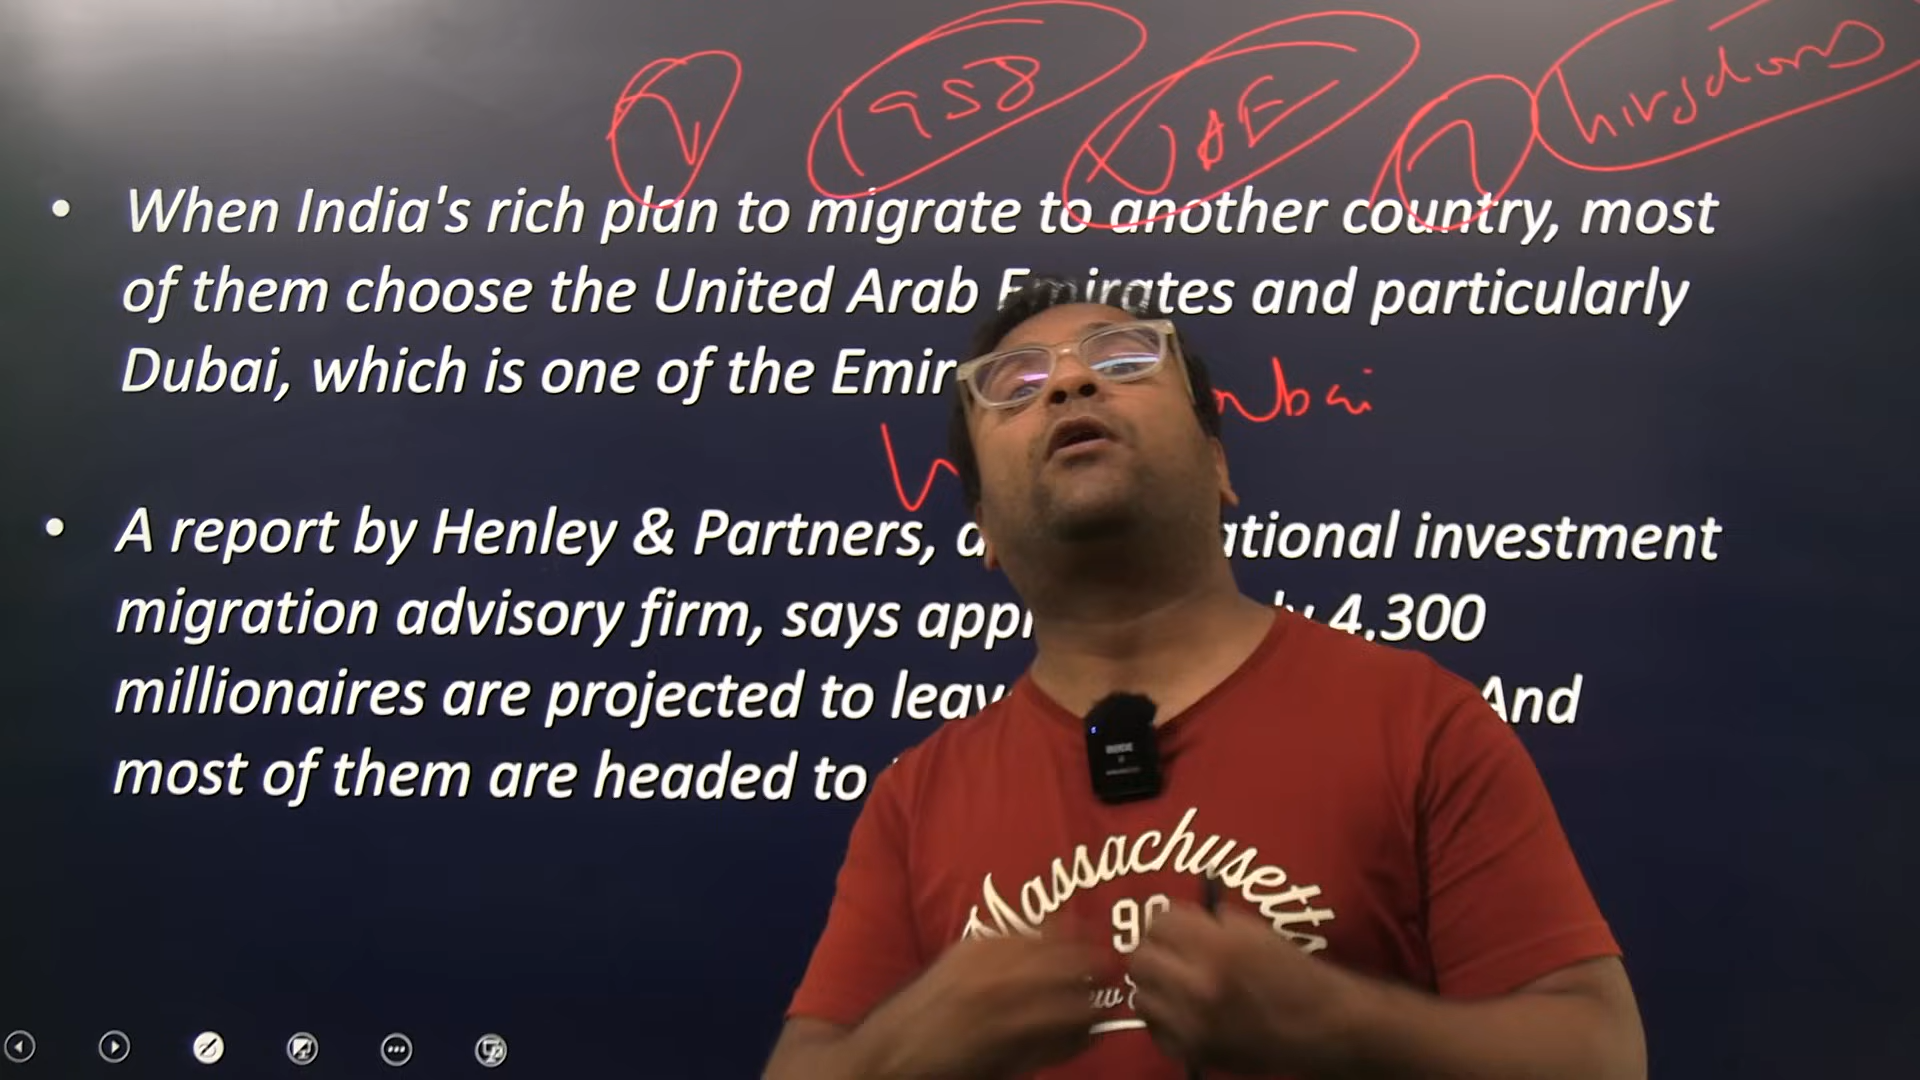 1958 UAE 7 kingdoms
• When India's rich plan to migrate to another country, most
of them choose the United Arab Emirates and particularly
Dubai, which is one of the Emir
• A report by Henley & Partners, ational investment
migration advisory firm, says 4,300
millionaires are projected to And
most of them are headed to
Massachusetts